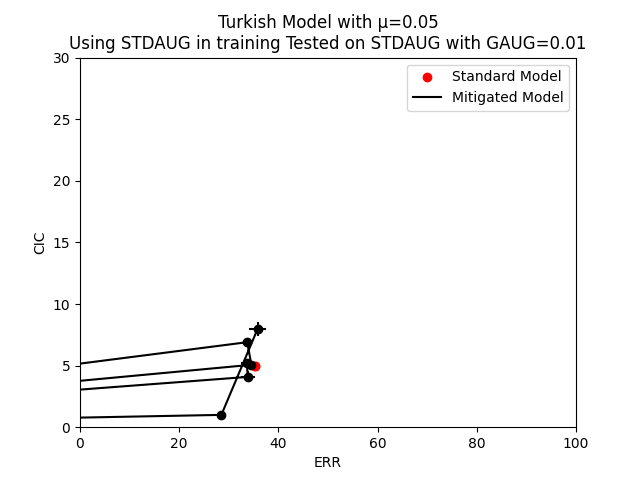 Turkish Model with μ=0.05
Using STDAUG in training Tested on STDAUG with GAUG=0.01
Standard Model
Mitigated Model
CIC
30
25
20
15
10
5
0
0 20 40 60 80 100
ERR